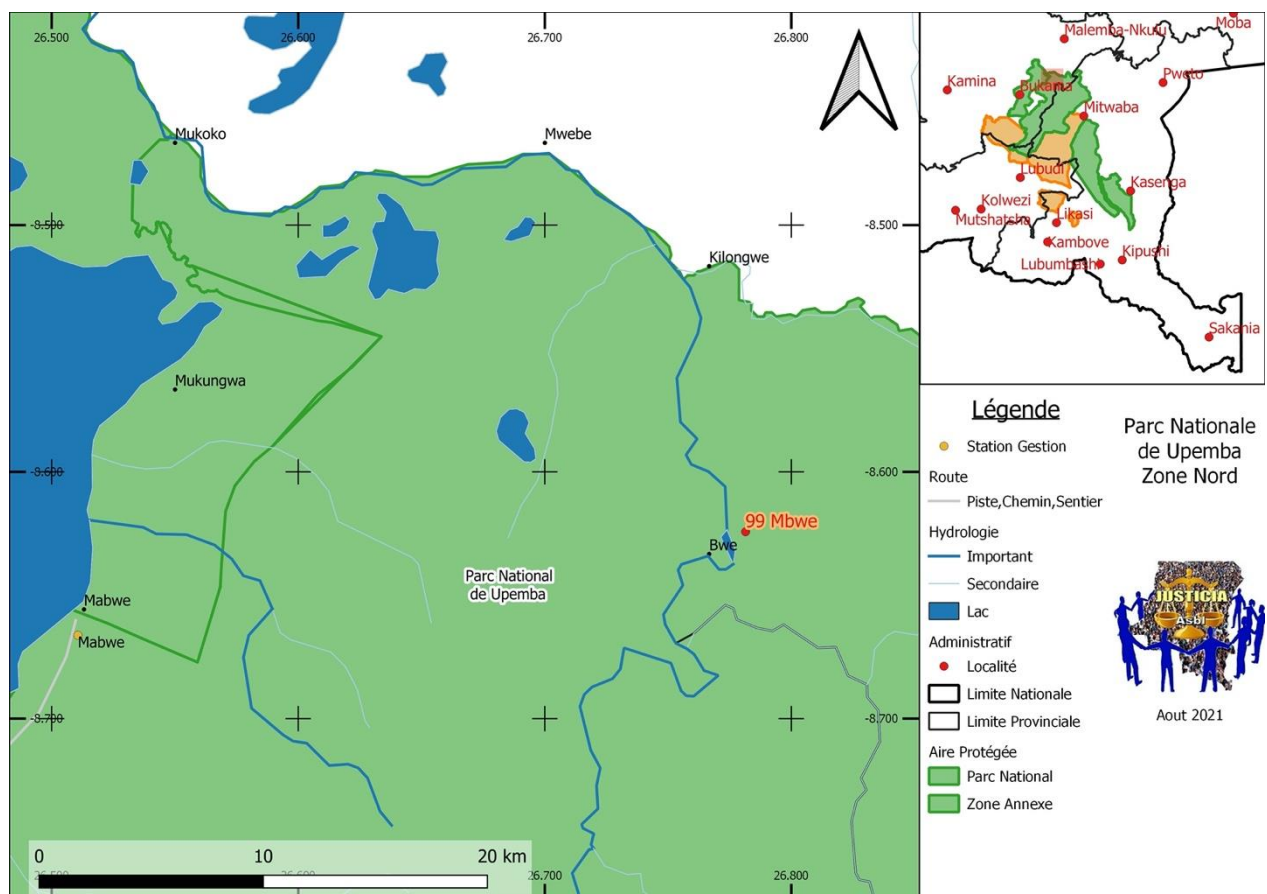 26.500
26.600
26.700
26.800
Mukoko
Mwebe
-8.500
-8.500
Kilongwe
Mukungwa
-8.600
-8.600
99 Mbwe
Bwe
Parc National
de Upemba
Mabwe
Mabwe
-8.700
-8.700
0 10 20 km
26.500
26.600
26.700
26.800
Moba
Malemba-Nkulu
Pweto
Kamina
Bukama
Mitwaba
Lubudi
Kasenga
Kolwezi
Mutshatsha
Likasi
Kambove
Kipushi
Lubumbashi
Sakania
Légende
Station Gestion
Route
Piste,Chemin,Sentier
Hydrologie
Important
Secondaire
Lac
Administratif
Localité
Limite Nationale
Limite Provinciale
Aire Protégée
Parc National
Zone Annexe
Parc Nationale
de Upemba
Zone Nord
JUSTICIA
Asbl
Aout 2021